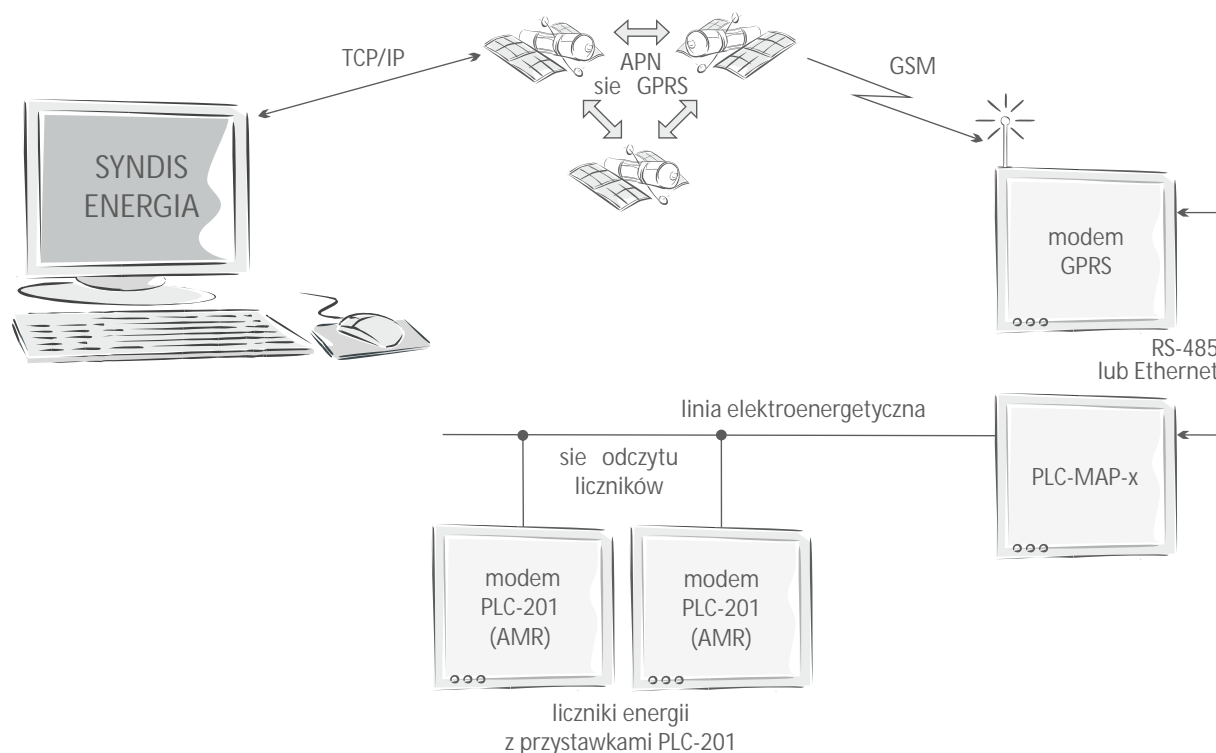 TCP/IP
APN
sie GPRS
GSM
SYNDIS
ENERGIA
modem
GPRS
RS-485
lub Ethernet
linia elektroenergetyczna
sie odczytu
liczników
PLC-MAP-x
modem
PLC-201
(AMR)
modem
PLC-201
(AMR)
liczniki energii
z przystawkami PLC-201